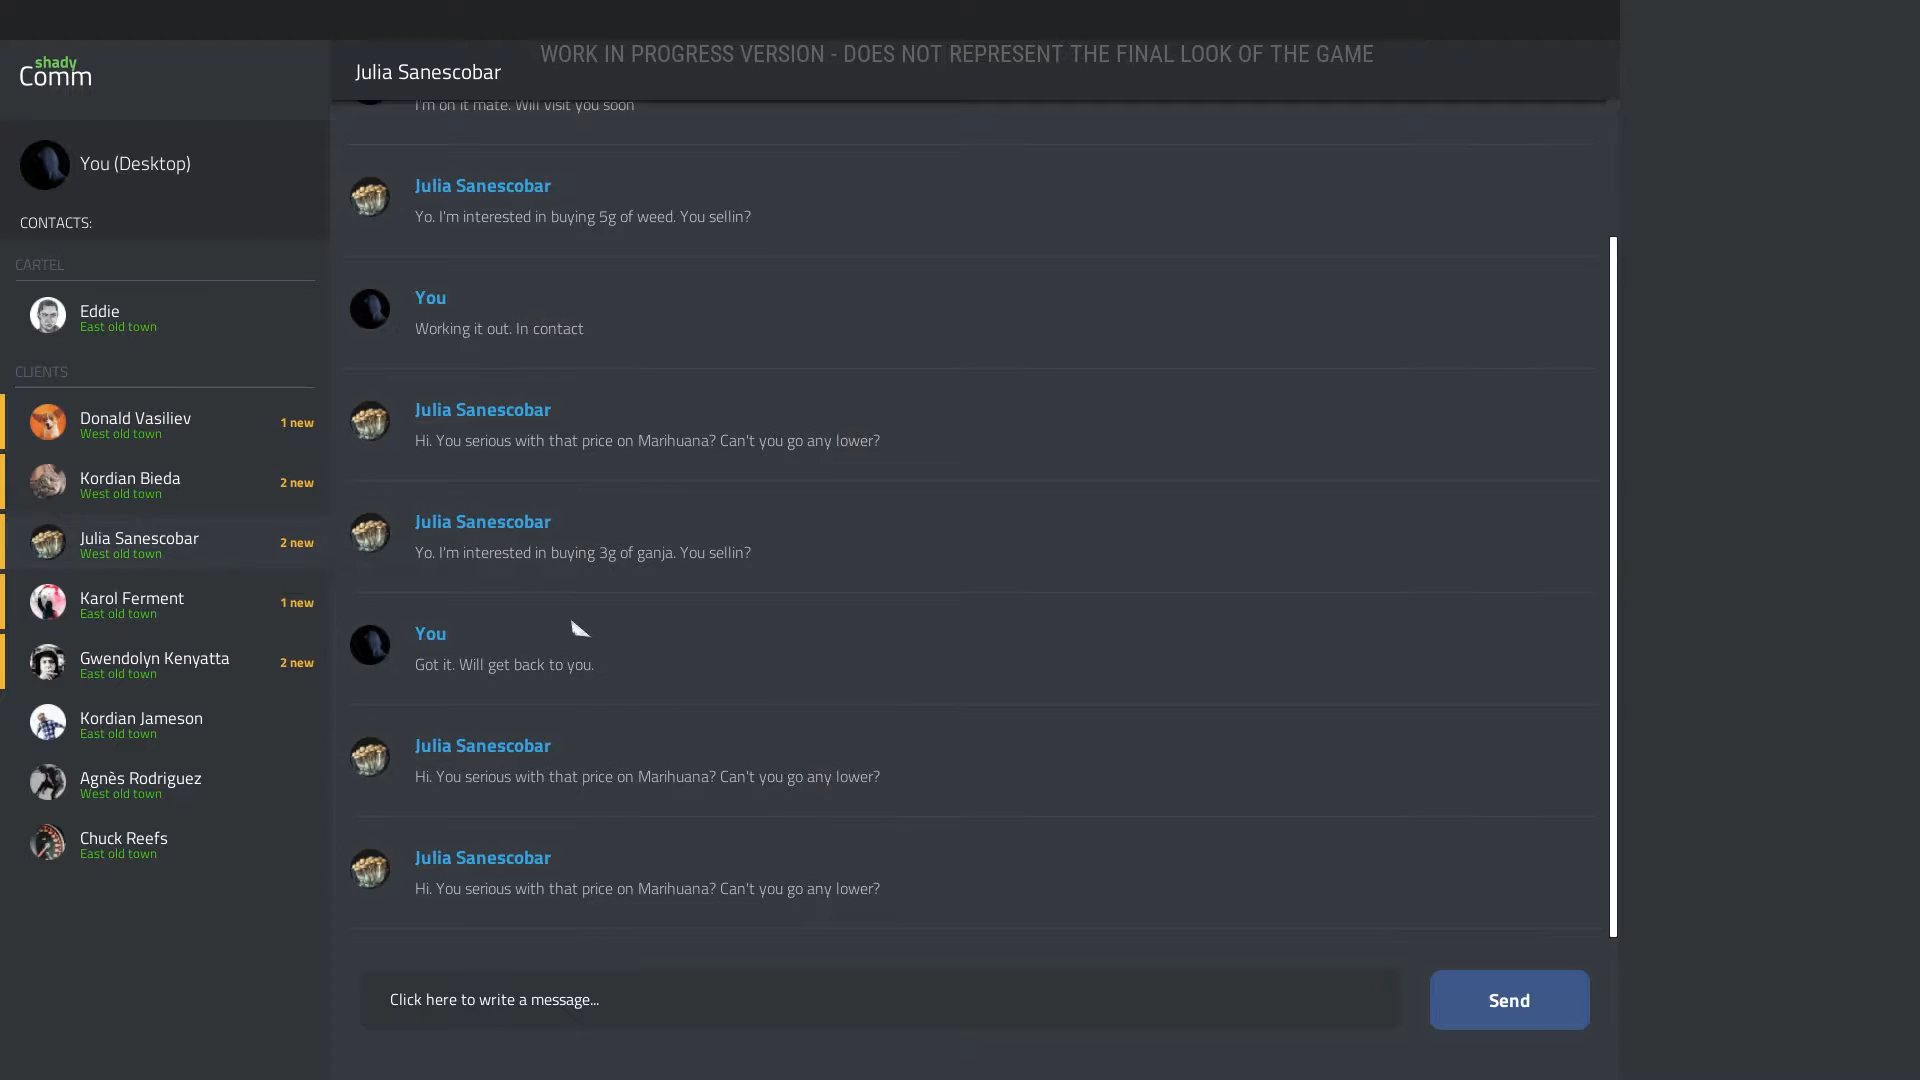 WORK IN PROGRESS VERSION - DOES NOT REPRESENT THE FINAL LOOK OF THE GAME
shady
Comm
You (Desktop)
CONTACTS:
CARTEL
Eddie
East old town
CLIENTS
Donald Vasiliev
West old town
1 new
Kordian Bieda
West old town
2 new
Julia Sanescobar
West old town
2 new
Karol Ferment
East old town
1 new
Gwendolyn Kenyatta
East old town
2 new
Kordian Jameson
East old town
Agnès Rodriguez
West old town
Chuck Reefs
East old town
Julia Sanescobar
I'm on it mate. Will visit you soon
Julia Sanescobar
Yo. I'm interested in buying 5g of weed. You sellin?
You
Working it out. In contact
Julia Sanescobar
Hi. You serious with that price on Marihuana? Can't you go any lower?
Julia Sanescobar
Yo. I'm interested in buying 3g of ganja. You sellin?
You
Got it. Will get back to you.
Julia Sanescobar
Hi. You serious with that price on Marihuana? Can't you go any lower?
Julia Sanescobar
Hi. You serious with that price on Marihuana? Can't you go any lower?
Click here to write a message...
Send